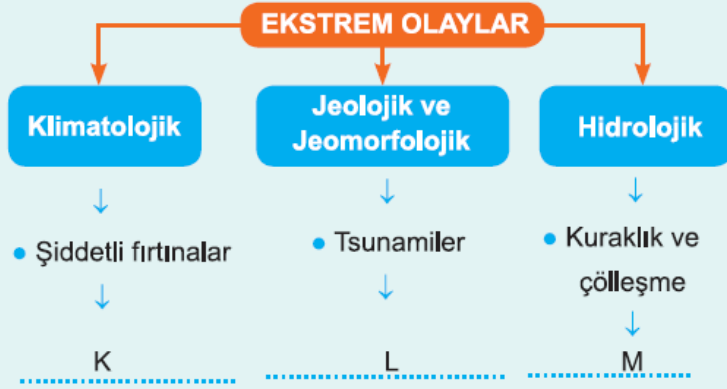 EKSTREM OLAYLAR
Klimatolojik
Jeolojik ve
Jeomorfolojik
Hidrolojik
• Şiddetli fırtınalar
• Tsunamiler
• Kuraklık ve
çölleşme
K
L
M